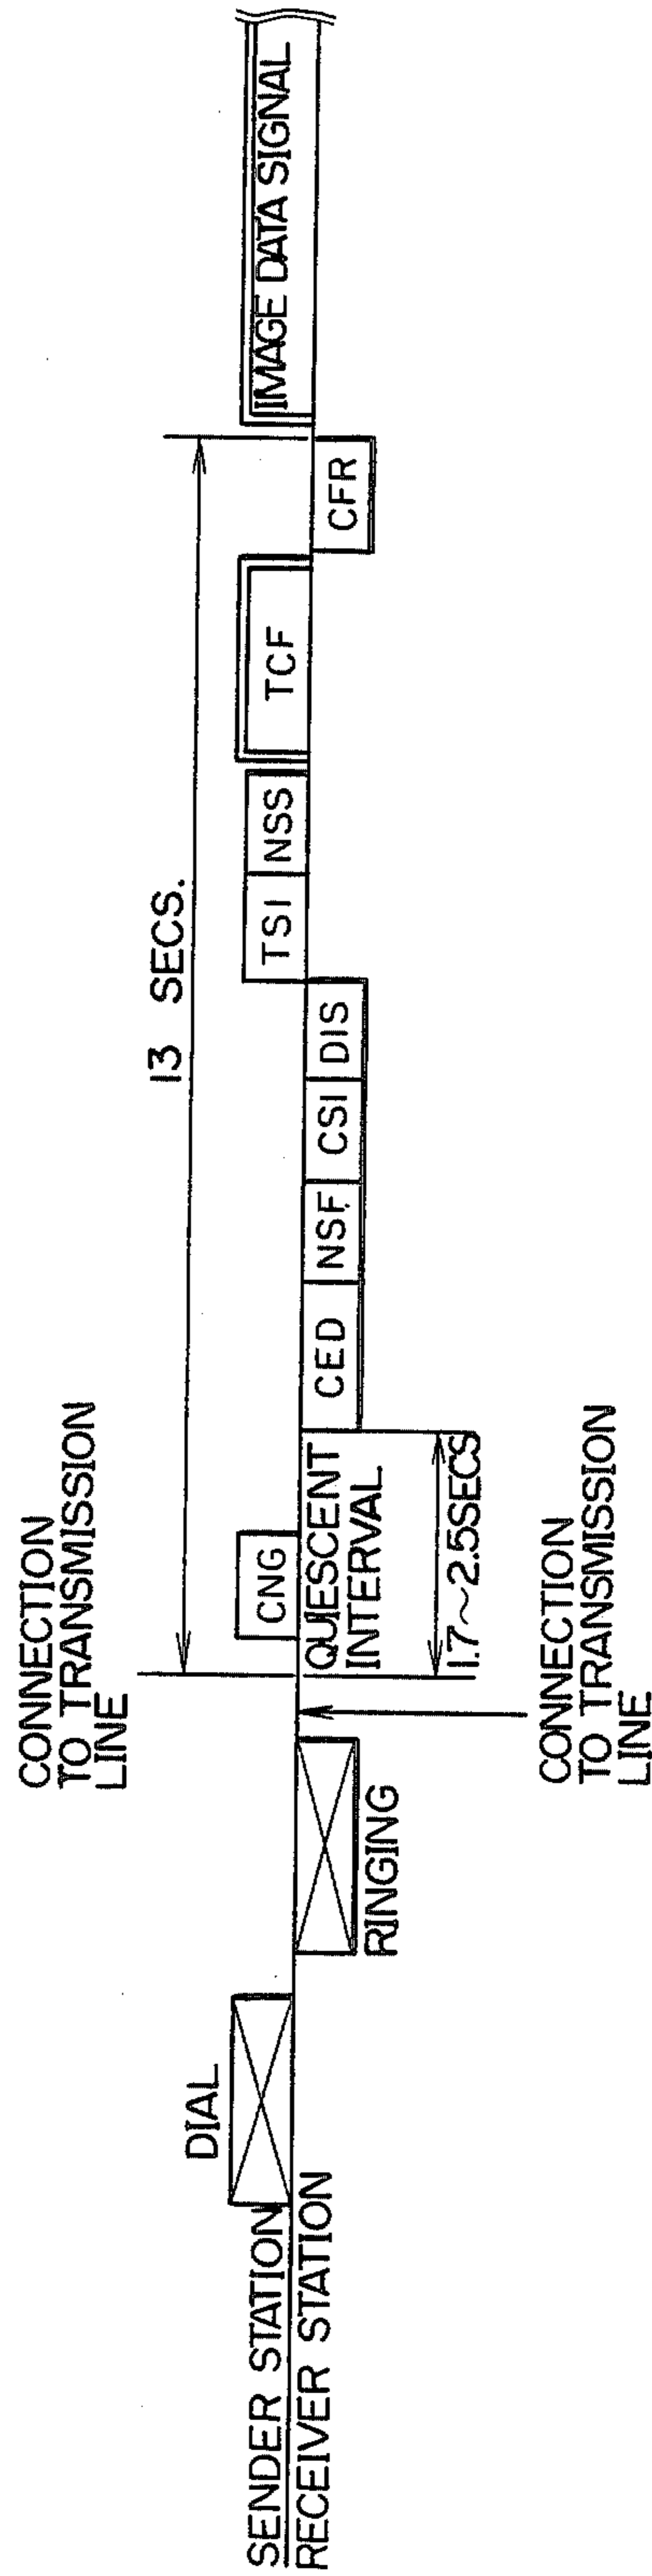 SENDER STATION
RECEIVER STATION
DIAL
RINGING
CONNECTION
TO TRANSMISSION
LINE
CONNECTION
TO TRANSMISSION
LINE
13 SECS.
CNG
QUIESCENT
INTERVAL
1.7~2.5SECS
CED
NSF
CSI
DIS
TSI
NSS
TCF
CFR
IMAGE DATA SIGNAL